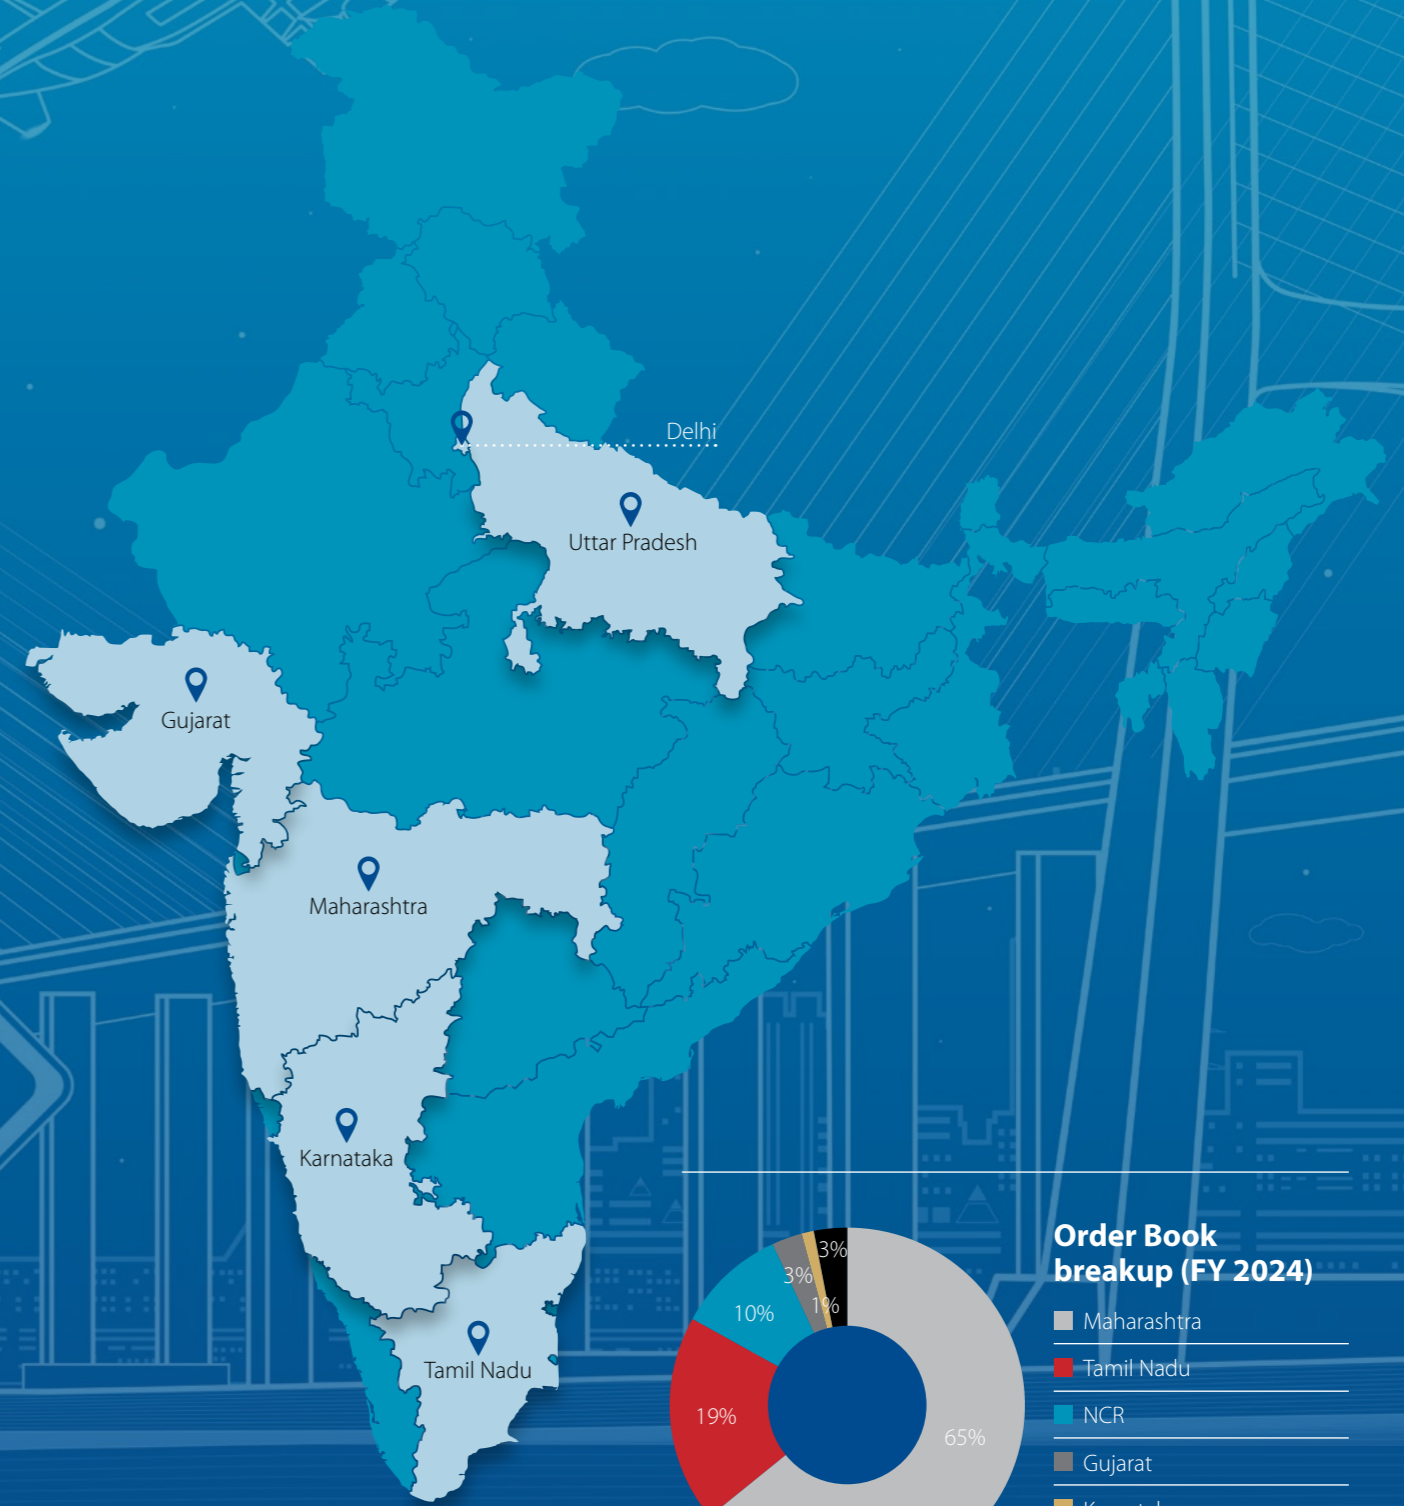 Delhi
Uttar Pradesh
Gujarat
Maharashtra
Karnataka
Tamil Nadu
3%
3%
1%
10%
19%
65%
Order Book
breakup (FY 2024)
Maharashtra
Tamil Nadu
NCR
Gujarat